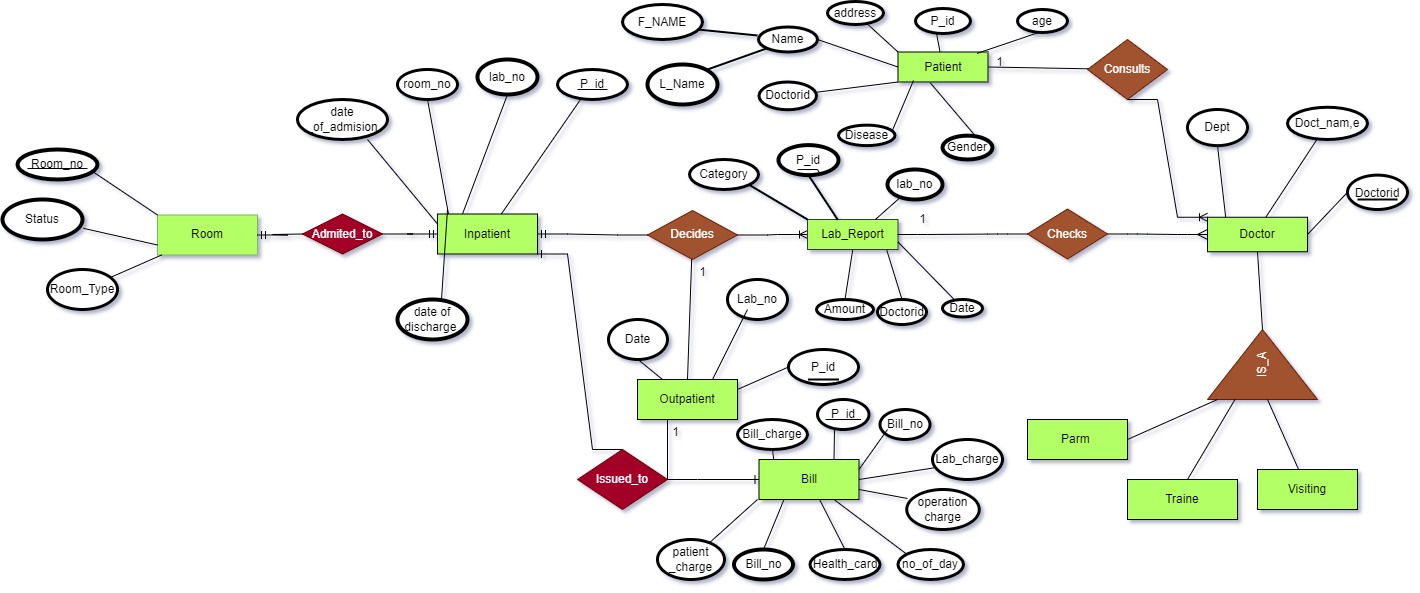 address
P_id
age
F_NAME
Name
L_Name
Patient
1
Consults
Doctorid
Disease
Gender
room_no
lab_no
P_id
date
of_admision
Room_no
Status
Room_Type
Room
Admited_to
Inpatient
date of
discharge
Decides
1
Category
P_id
lab_no
1
Lab_Report
Amount
Doctorid
Date
Checks
Dept
Doct_nam,e
Doctorid
Doctor
IS_A
Parm
Traine
Visiting
Date
Lab_no
P_id
Outpatient
1
Issued_to
Bill_charge
P_id
Bill_no
Lab_charge
operation
charge
Bill
patient
_charge
Bill_no
Health_card
no_of_day